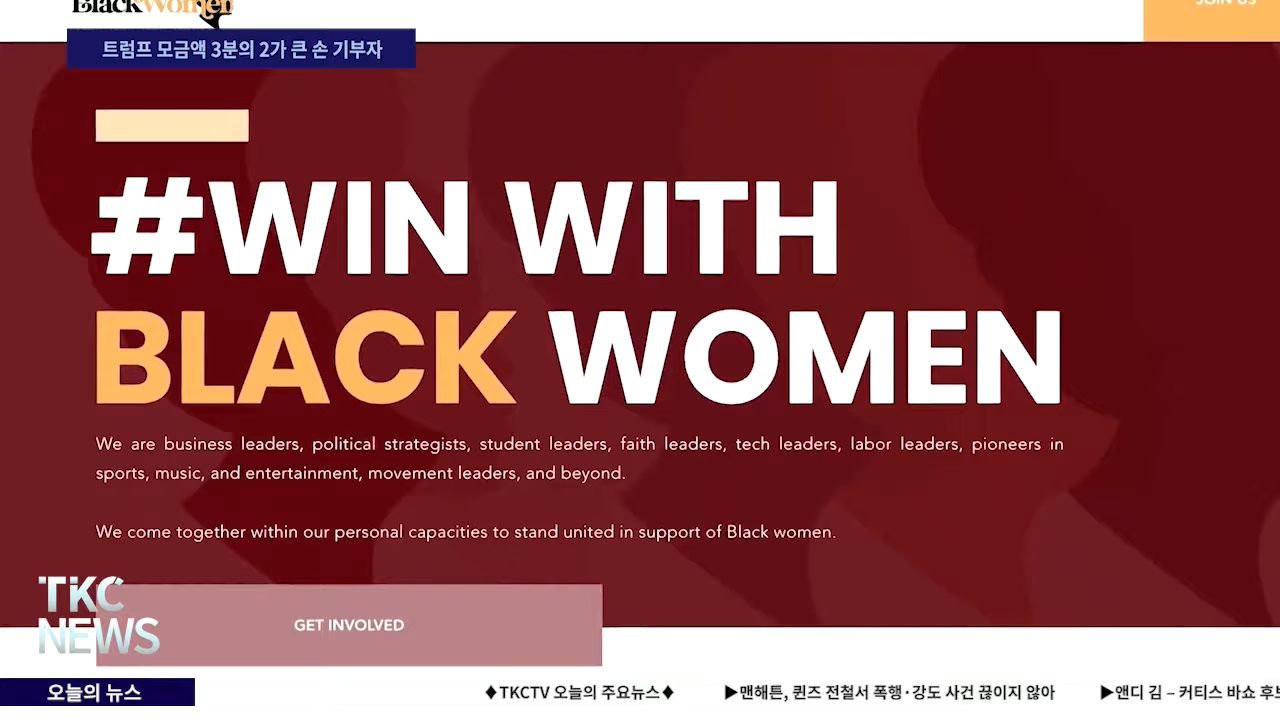 BlackWomen
JOIN US
트럼프 모금액 3분의 2가 큰 손 기부자
#WIN WITH
BLACK WOMEN
We are business leaders, political strategists, student leaders, faith leaders, tech leaders, labor leaders, pioneers in
sports, music, and entertainment, movement leaders, and beyond.
We come together within our personal capacities to stand united in support of Black women.
GET INVOLVED
TKC
NEWS
오늘의 뉴스
♦TKCTV 오늘의 주요뉴스♦ ▶맨해튼, 퀸즈 전철서 폭행·강도 사건 끊이지 않아 ▶앤디 김 – 커티스 바쇼